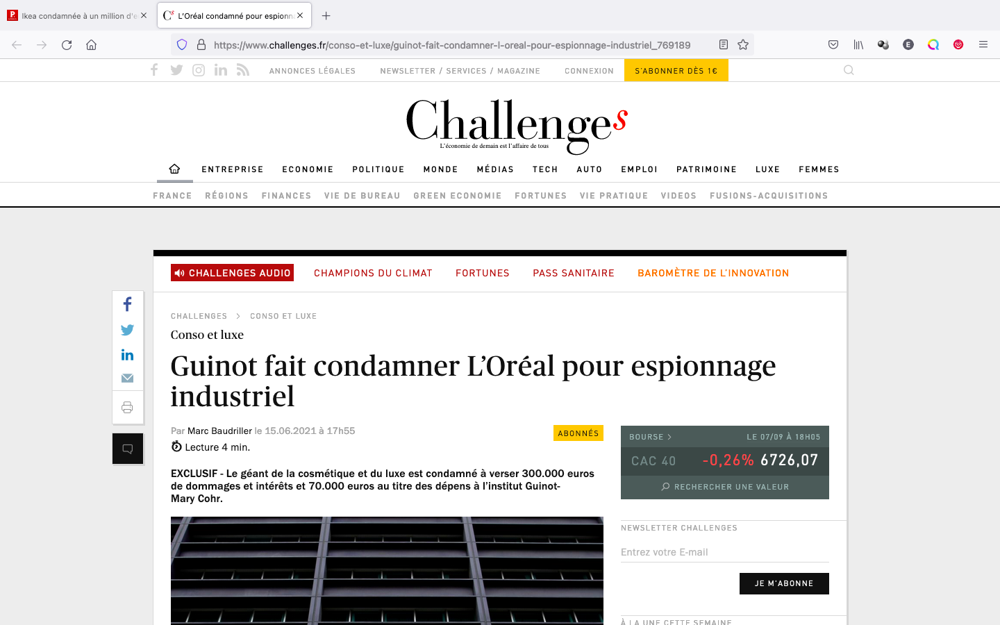 Ikea condamnée à un million d'e
L'Oréal condamné pour espionn
https://www.challenges.fr/conso-et-luxe/guinot-fait-condamner-l-oreal-pour-espionnage-industriel_769189
ANNONCES LÉGALES
NEWSLETTER / SERVICES / MAGAZINE
CONNEXION
S'ABONNER DÈS 1€
Challenges
L'économie de demain est l'affaire de tous
ENTREPRISE ECONOMIE POLITIQUE MONDE MÉDIAS TECH AUTO EMPLOI PATRIMOINE LUXE FEMMES
FRANCE RÉGIONS FINANCES VIE DE BUREAU GREEN ECONOMIE FORTUNES VIE PRATIQUE VIDEOS FUSIONS-ACQUISITIONS
CHALLENGES AUDIO CHAMPIONS DU CLIMAT FORTUNES PASS SANITAIRE BAROMÈTRE DE L'INNOVATION
CHALLENGES > CONSO ET LUXE
Conso et luxe
Guinot fait condamner L'Oréal pour espionnage
industriel
Par Marc Baudriller le 15.06.2021 à 17h55
Lecture 4 min.
ABONNÉS
EXCLUSIF - Le géant de la cosmétique et du luxe est condamné à verser 300.000 euros
de dommages et intérêts et 70.000 euros au titre des dépens à l'institut Guinot-
Mary Cohr.
BOURSE > LE 07/09 À 18H05
CAC 40 -0,26% 6726,07
RECHERCHER UNE VALEUR
NEWSLETTER CHALLENGES
Entrez votre E-mail
JE M'ABONNE
À LA UNE CETTE SEMAINE